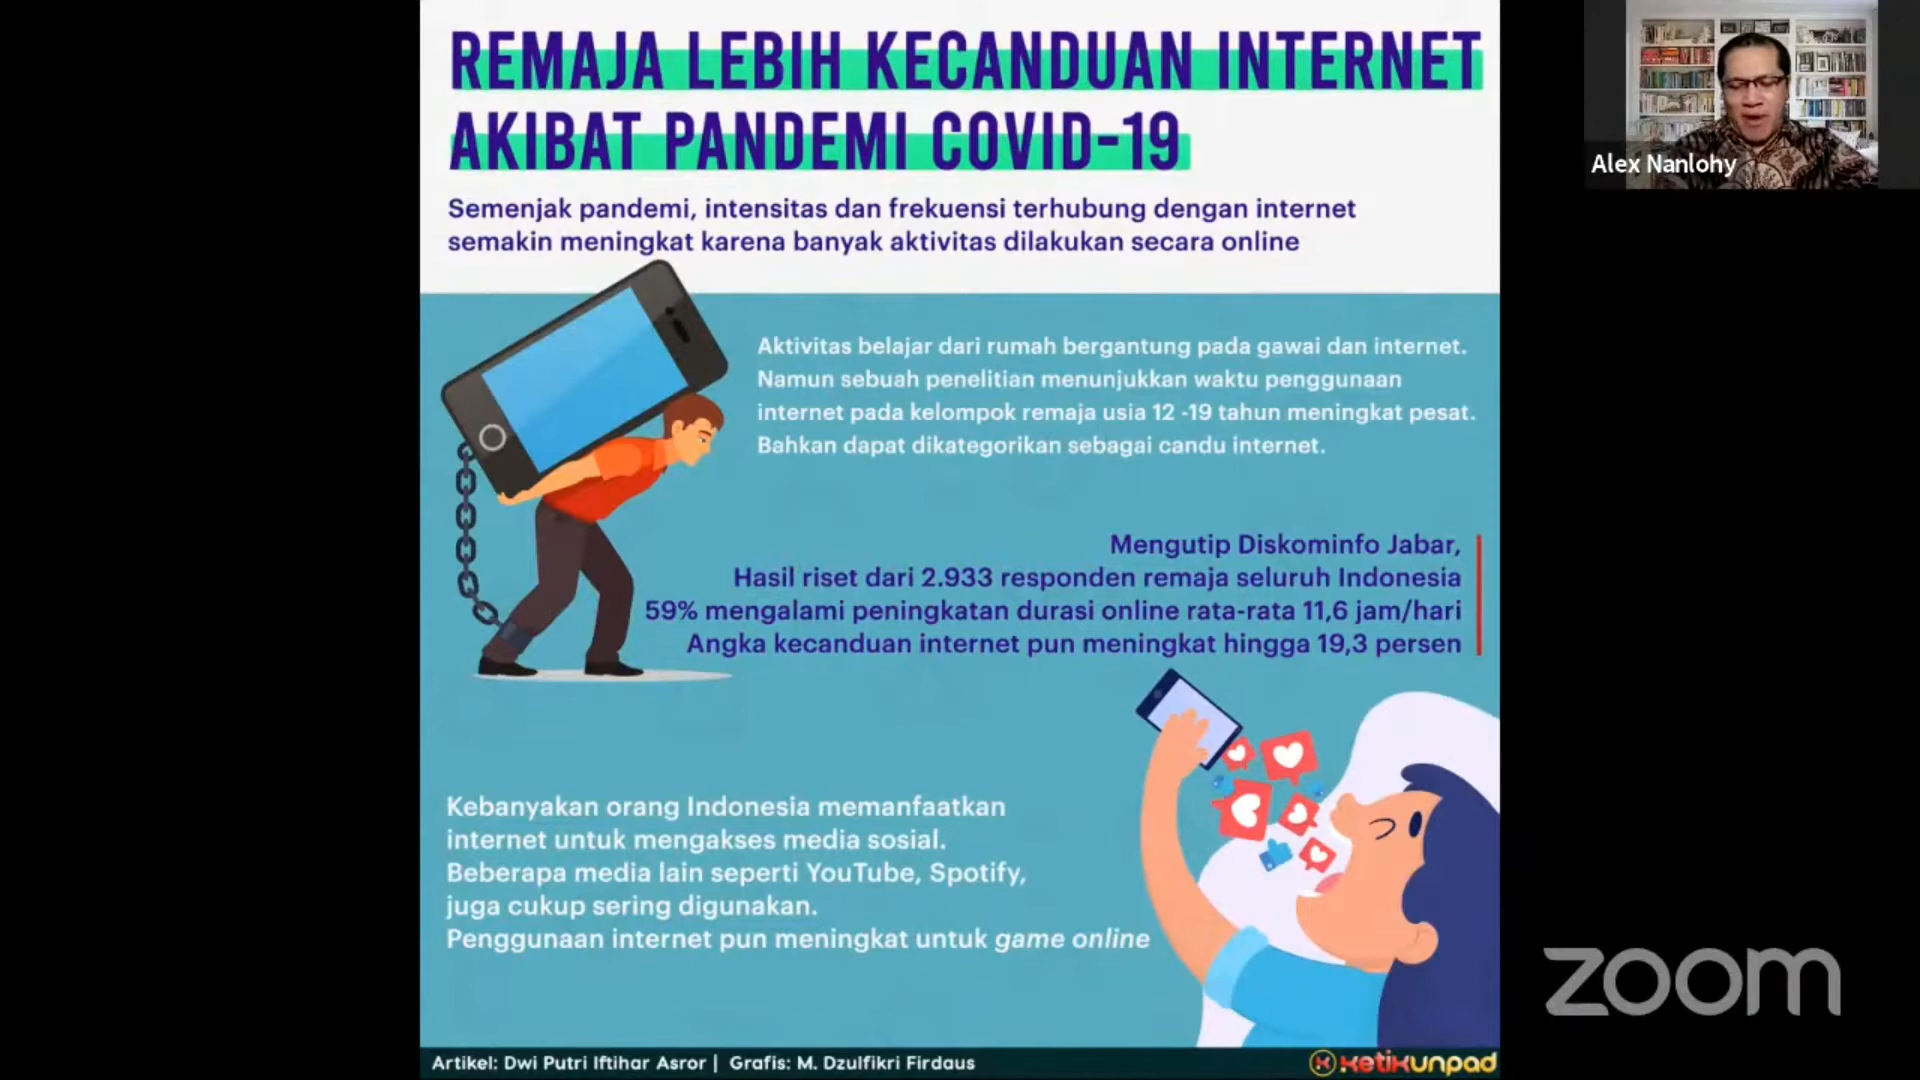 REMAJA LEBIH KECANDUAN INTERNET
AKIBAT PANDEMI COVID-19
Semenjak pandemi, intensitas dan frekuensi terhubung dengan internet
semakin meningkat karena banyak aktivitas dilakukan secara online
Aktivitas belajar dari rumah bergantung pada gawai dan internet.
Namun sebuah penelitian menunjukkan waktu penggunaan
internet pada kelompok remaja usia 12 -19 tahun meningkat pesat.
Bahkan dapat dikategorikan sebagai candu internet.
Mengutip Diskominfo Jabar,
Hasil riset dari 2.933 responden remaja seluruh Indonesia
59% mengalami peningkatan durasi online rata-rata 11,6 jam/hari
Angka kecanduan internet pun meningkat hingga 19,3 persen
Kebanyakan orang Indonesia memanfaatkan
internet untuk mengakses media sosial.
Beberapa media lain seperti YouTube, Spotify,
juga cukup sering digunakan.
Penggunaan internet pun meningkat untuk game online
Artikel: Dwi Putri Iftihar Asror | Grafis: M. Dzulfikri Firdaus
ketikunpad
Alex Nanlohy
zoom